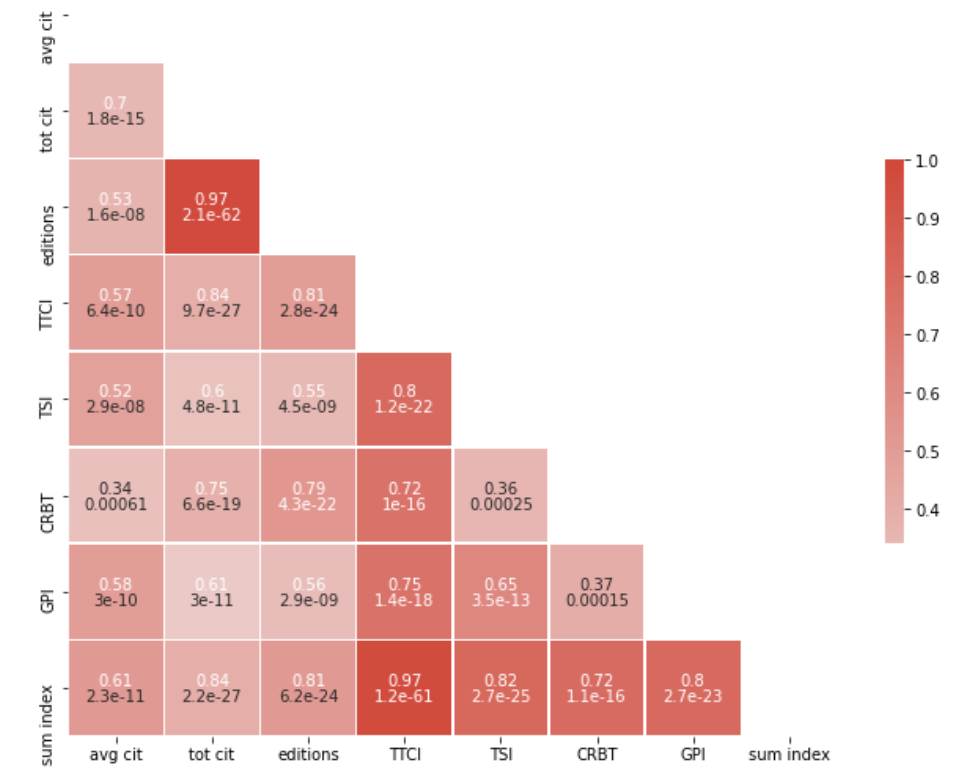 avg cit
tot cit
0.7
1.8e-15
editions
0.53
1.6e-08
0.97
2.1e-62
TTCI
0.57
6.4e-10
0.84
9.7e-27
0.81
2.8e-24
TSI
0.52
2.9e-08
0.6
4.8e-11
0.55
4.5e-09
0.8
1.2e-22
CRBT
0.34
0.00061
0.75
6.6e-19
0.79
4.3e-22
0.72
1e-16
0.36
0.00025
GPI
0.58
3e-10
0.61
3e-11
0.56
2.9e-09
0.75
1.4e-18
0.65
3.5e-13
0.37
0.00015
sum index
0.61
2.3e-11
0.84
2.2e-27
0.81
6.2e-24
0.97
1.2e-61
0.82
2.7e-25
0.72
1.1e-16
0.8
2.7e-23
avg cit
tot cit
editions
TTCI
TSI
CRBT
GPI
sum index
1.0
0.9
0.8
0.7
0.6
0.5
0.4